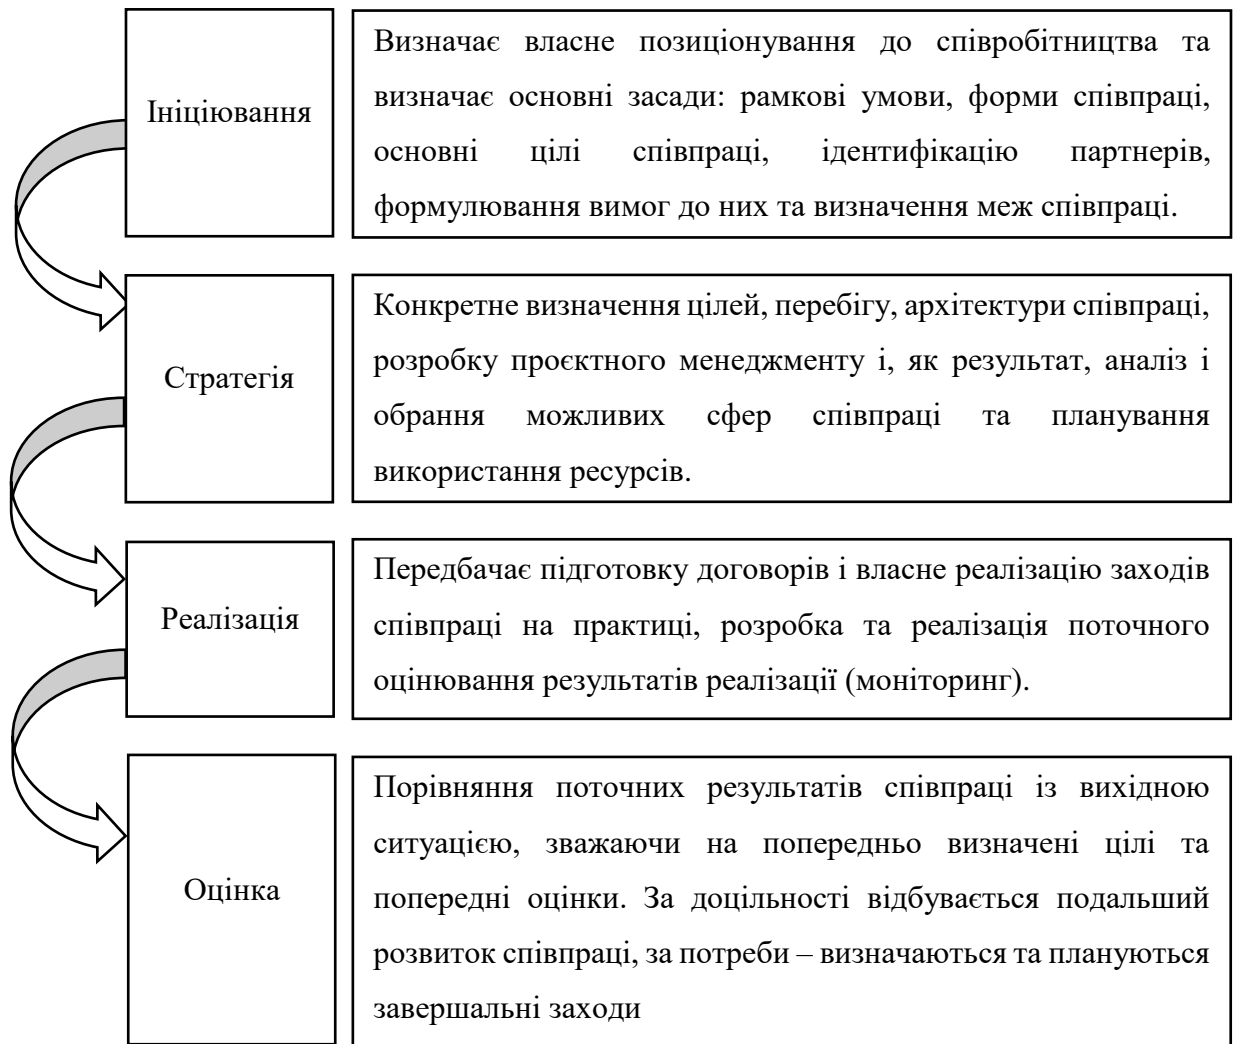 Ініціювання
Визначає власне позиціонування до співробітництва та
визначає основні засади: рамкові умови, форми співпраці,
основні цілі співпраці, ідентифікацію партнерів,
формулювання вимог до них та визначення меж співпраці.
Стратегія
Конкретне визначення цілей, перебігу, архітектури співпраці,
розробку проєктного менеджменту і, як результат, аналіз і
обрання можливих сфер співпраці та планування
використання ресурсів.
Реалізація
Передбачає підготовку договорів і власне реалізацію заходів
співпраці на практиці, розробка та реалізація поточного
оцінювання результатів реалізації (моніторинг).
Оцінка
Порівняння поточних результатів співпраці із вихідною
ситуацією, зважаючи на попередньо визначені цілі та
попередні оцінки. За доцільності відбувається подальший
розвиток співпраці, за потреби – визначаються та плануються
завершальні заходи